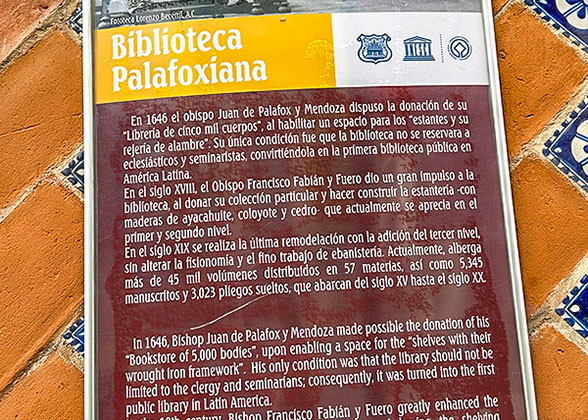 Fototeca Lorenzo Becerril, A.C.
Biblioteca
Palafoxiana
En 1646 el obispo Juan de Palafox y Mendoza dispuso la donación de su
"Librería de cinco mil cuerpos", al habilitar un espacio para los "estantes y su
rejería de alambre". Su única condición fue que la biblioteca no se reservara a
eclesiásticos y seminaristas, convirtiéndola en la primera biblioteca pública en
América Latina.
En el siglo XVIII, el Obispo Francisco Fabián y Fuero dio un gran impulso a la
biblioteca, al donar su colección particular y hacer construir la estantería -con
maderas de ayacahuite, coloyote y cedro- que actualmente se aprecia en el
primer y segundo nivel.
En el siglo XIX se realiza la última remodelación con la adición del tercer nivel,
sin alterar la fisionomía y el fino trabajo de ebanistería. Actualmente, alberga
más de 45 mil volúmenes distribuidos en 57 materias, así como 5,345
manuscritos y 3,023 pliegos sueltos, que abarcan del siglo XV hasta el siglo XX.
In 1646, Bishop Juan de Palafox y Mendoza made possible the donation of his
"Bookstore of 5,000 bodies", upon enabling a space for the "shelves with their
wrought iron framework". His only condition was that the library should not be
limited to the clergy and seminarians; consequently, it was turned into the first
public library in Latin America.
century, Bishop Francisco Fabián y Fuero greatly enhanced the
the shelving